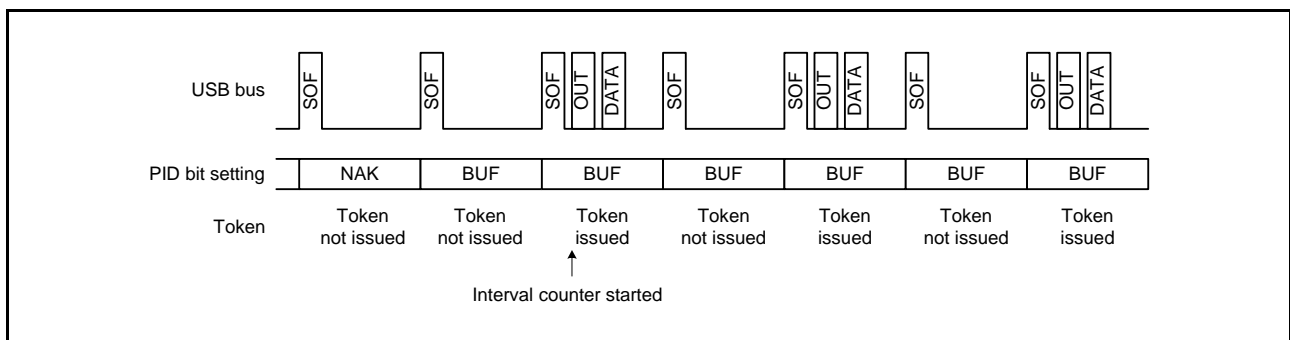 USB bus SOF SOF SOF OUT DATA SOF SOF OUT DATA SOF SOF OUT DATA
PID bit setting NAK BUF BUF BUF BUF BUF BUF
Token Token not issued Token not issued Token issued Token not issued Token issued Token not issued Token issued
Interval counter started